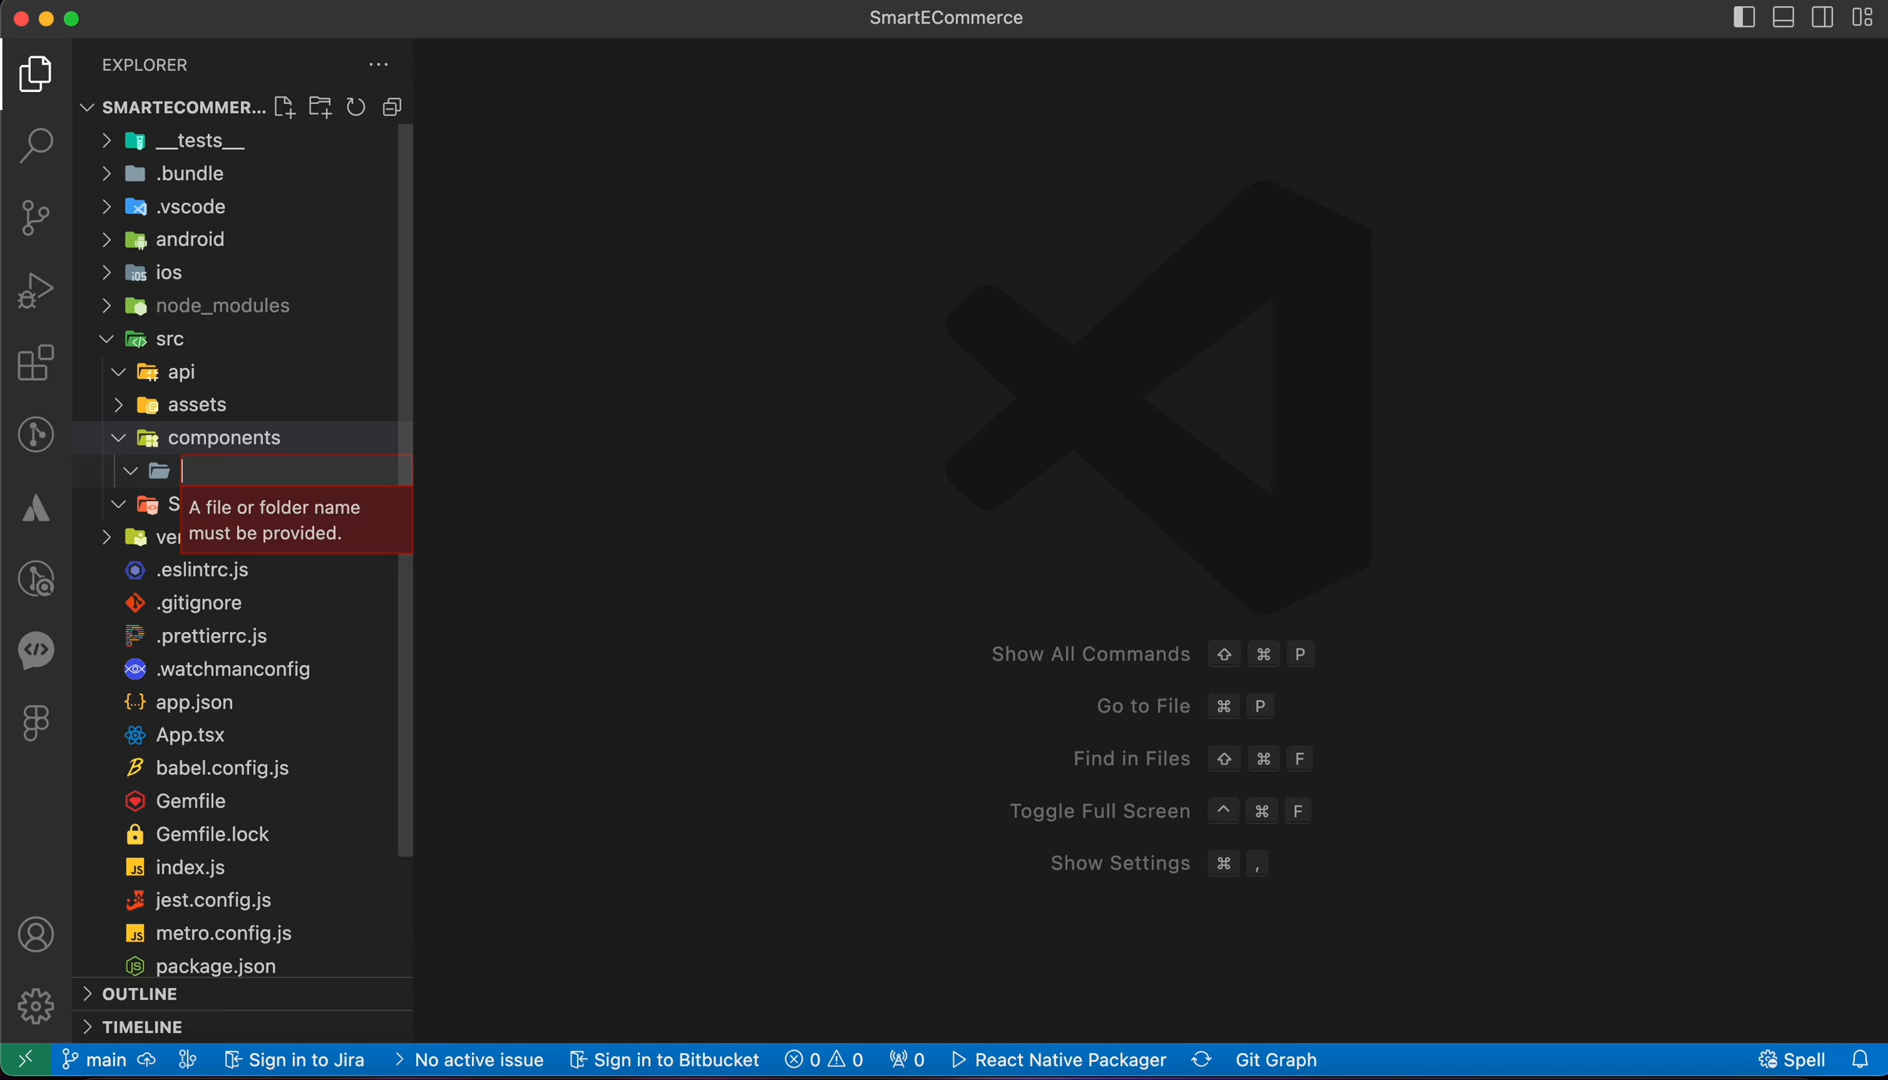 SmartECommerce
EXPLORER
SMARTECOMMER...
__tests__
.bundle
.vscode
android
ios
node_modules
src
api
assets
components
S
A file or folder name
must be provided.
ve
.eslintrc.js
.gitignore
.prettierrc.js
.watchmanconfig
app.json
App.tsx
babel.config.js
Gemfile
Gemfile.lock
index.js
jest.config.js
metro.config.js
package.json
OUTLINE
TIMELINE
Show All Commands ⇧ ⌘ P
Go to File ⌘ P
Find in Files ⇧ ⌘ F
Toggle Full Screen ^ ⌘ F
Show Settings ⌘ ,
main Sign in to Jira No active issue Sign in to Bitbucket 0 0 0 React Native Packager Git Graph Spell